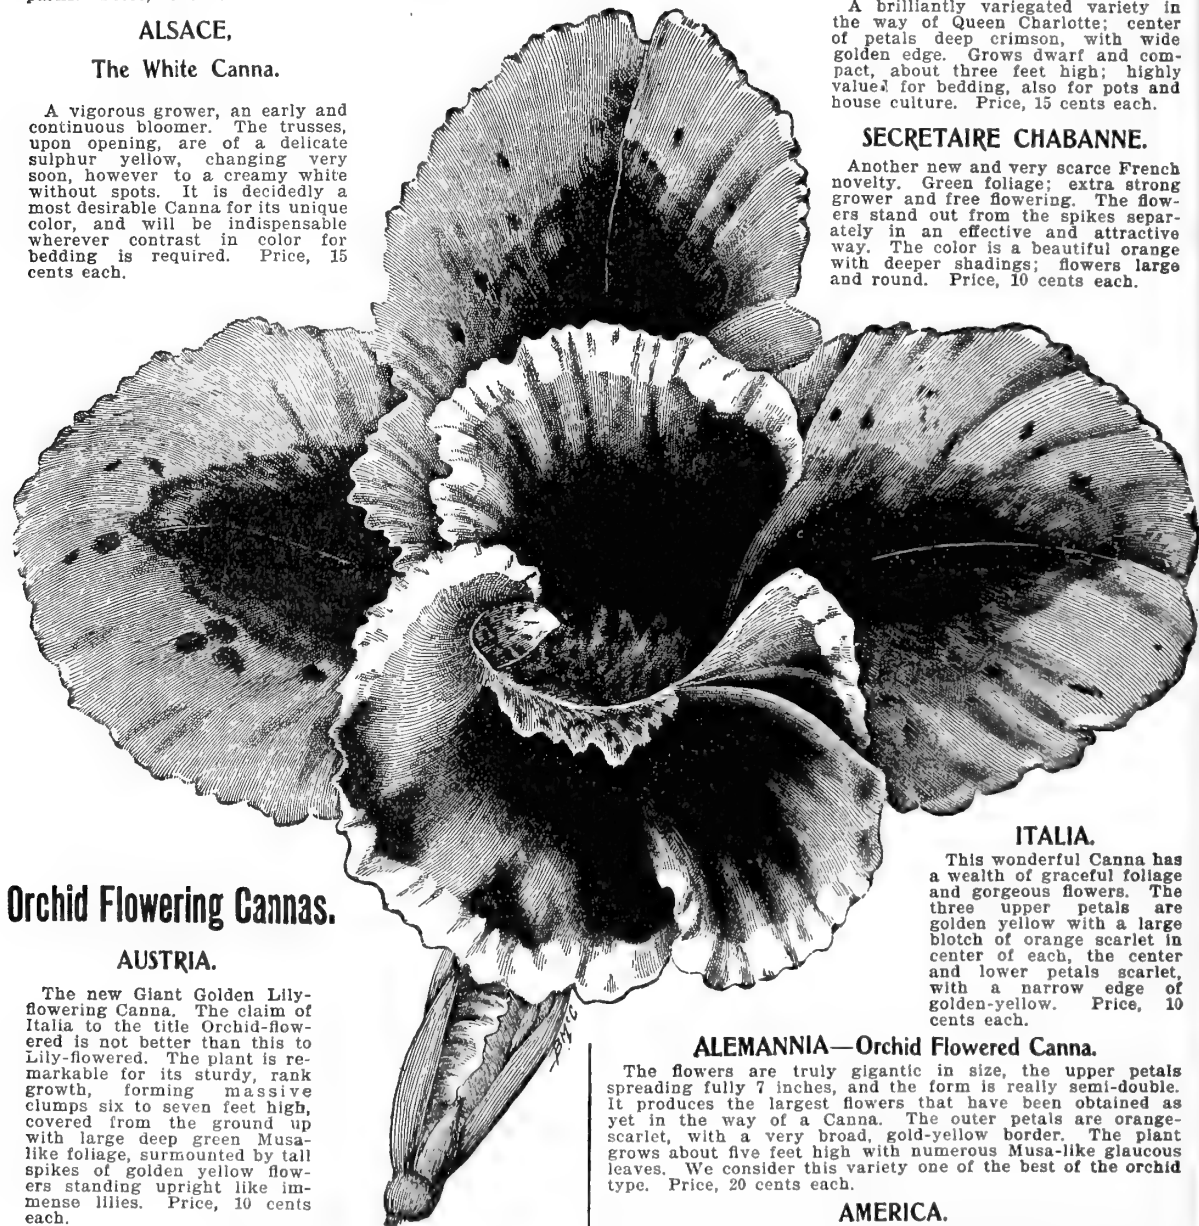 ALSACE,
The White Canna.
A vigorous grower, an early and
continuous bloomer. The trusses,
upon opening, are of a delicate
sulphur yellow, changing very
soon, however to a creamy white
without spots. It is decidedly a
most desirable Canna for its unique
color, and will be indispensable
wherever contrast in color for
bedding is required. Price, 15
cents each.
Orchid Flowering Cannas.
AUSTRIA.
The new Giant Golden Lily-
flowering Canna. The claim of
Italia to the title Orchid-flow-
ered is not better than this to
Lily-flowered. The plant is re-
markable for its sturdy, rank
growth, forming massive
clumps six to seven feet high,
covered from the ground up
with large deep green Musa-
like foliage, surmounted by tall
spikes of golden yellow flow-
ers standing upright like im-
mense lilies. Price, 10 cents
each.
A brilliantly variegated variety in
the way of Queen Charlotte; center
of petals deep crimson, with wide
golden edge. Grows dwarf and com-
pact, about three feet high; highly
valued for bedding, also for pots and
house culture. Price, 15 cents each.
SECRETAIRE CHABANNE.
Another new and very scarce French
novelty. Green foliage; extra strong
grower and free flowering. The flow-
ers stand out from the spikes separ-
ately in an effective and attractive
way. The color is a beautiful orange
with deeper shadings; flowers large
and round. Price, 10 cents each.
ITALIA.
This wonderful Canna has
a wealth of graceful foliage
and gorgeous flowers. The
three upper petals are
golden yellow with a large
blotch of orange scarlet in
center of each, the center
and lower petals scarlet,
with a narrow edge of
golden-yellow. Price, 10
cents each.
ALEMANNIA—Orchid Flowered Canna.
The flowers are truly gigantic in size, the upper petals
spreading fully 7 inches, and the form is really semi-double.
It produces the largest flowers that have been obtained as
yet in the way of a Canna. The outer petals are orange-
scarlet, with a very broad, gold-yellow border. The plant
grows about five feet high with numerous Musa-like glaucous
leaves. We consider this variety one of the best of the orchid
type. Price, 20 cents each.
AMERICA.